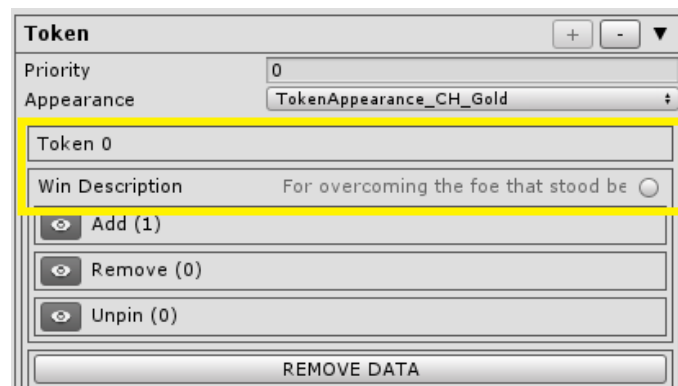 Token + -
Priority 0
Appearance TokenAppearance_CH_Gold
Token 0
Win Description For overcoming the foe that stood be
Add (1)
Remove (0)
Unpin (0)
REMOVE DATA